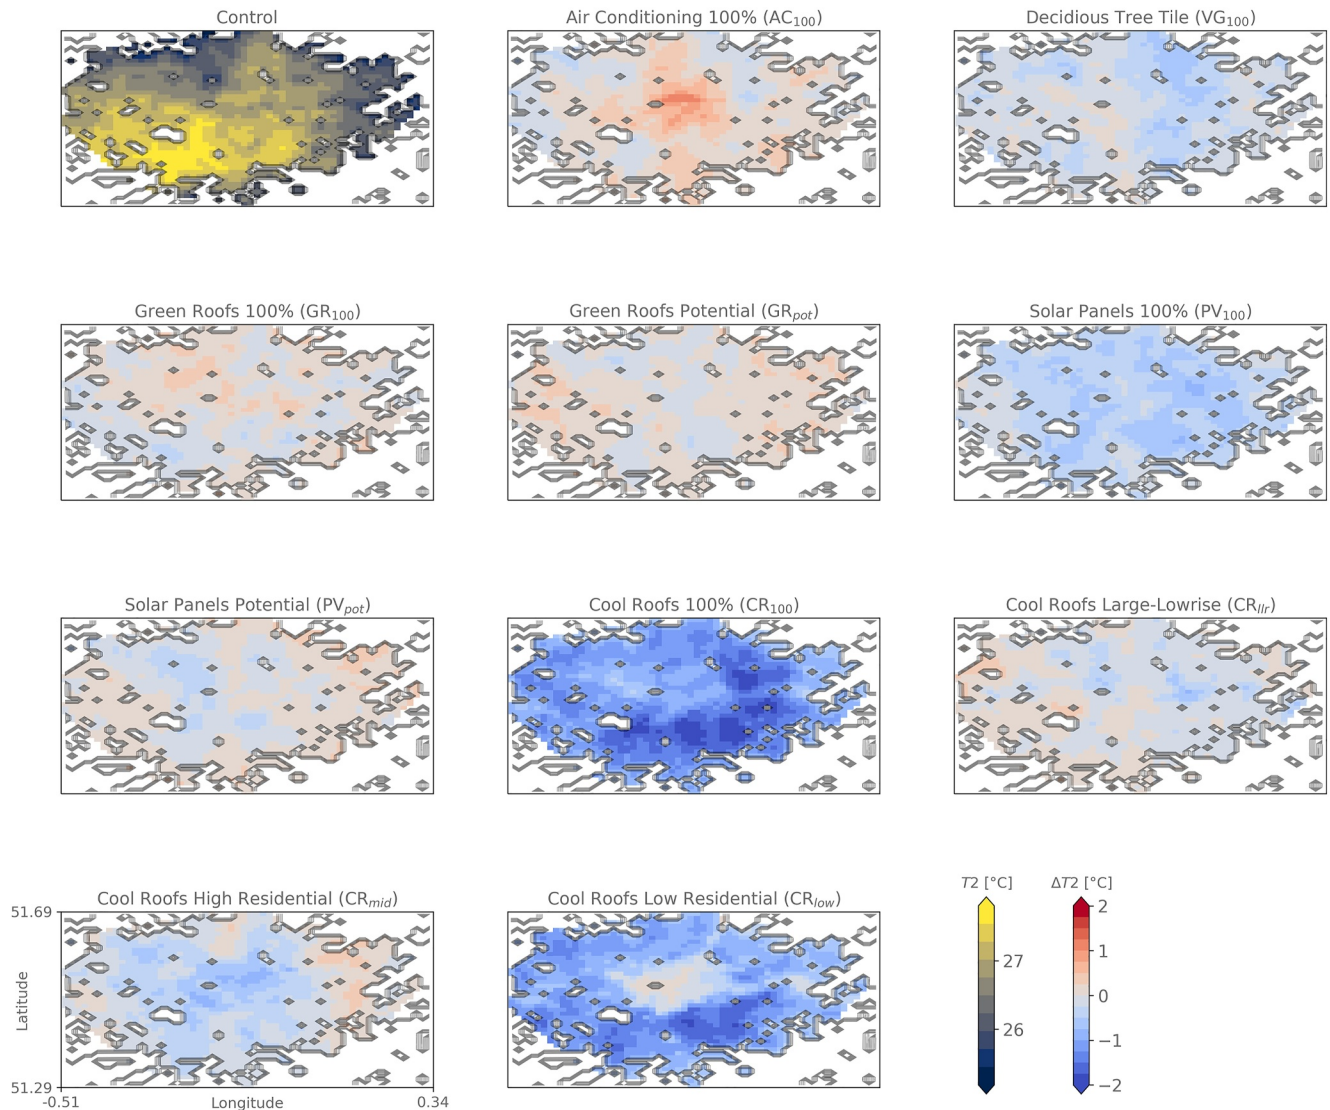 Control
Air Conditioning 100% (AC₁₀₀)
Decidious Tree Tile (VG₁₀₀)
Green Roofs 100% (GR₁₀₀)
Green Roofs Potential (GRpot)
Solar Panels 100% (PV₁₀₀)
Solar Panels Potential (PVpot)
Cool Roofs 100% (CR₁₀₀)
Cool Roofs Large-Lowrise (CRllr)
Cool Roofs High Residential (CRmid)
Cool Roofs Low Residential (CRlow)
51.69
Latitude
51.29
-0.51
Longitude
0.34
T2 [°C]
27
26
ΔT2 [°C]
2
1
0
−1
−2